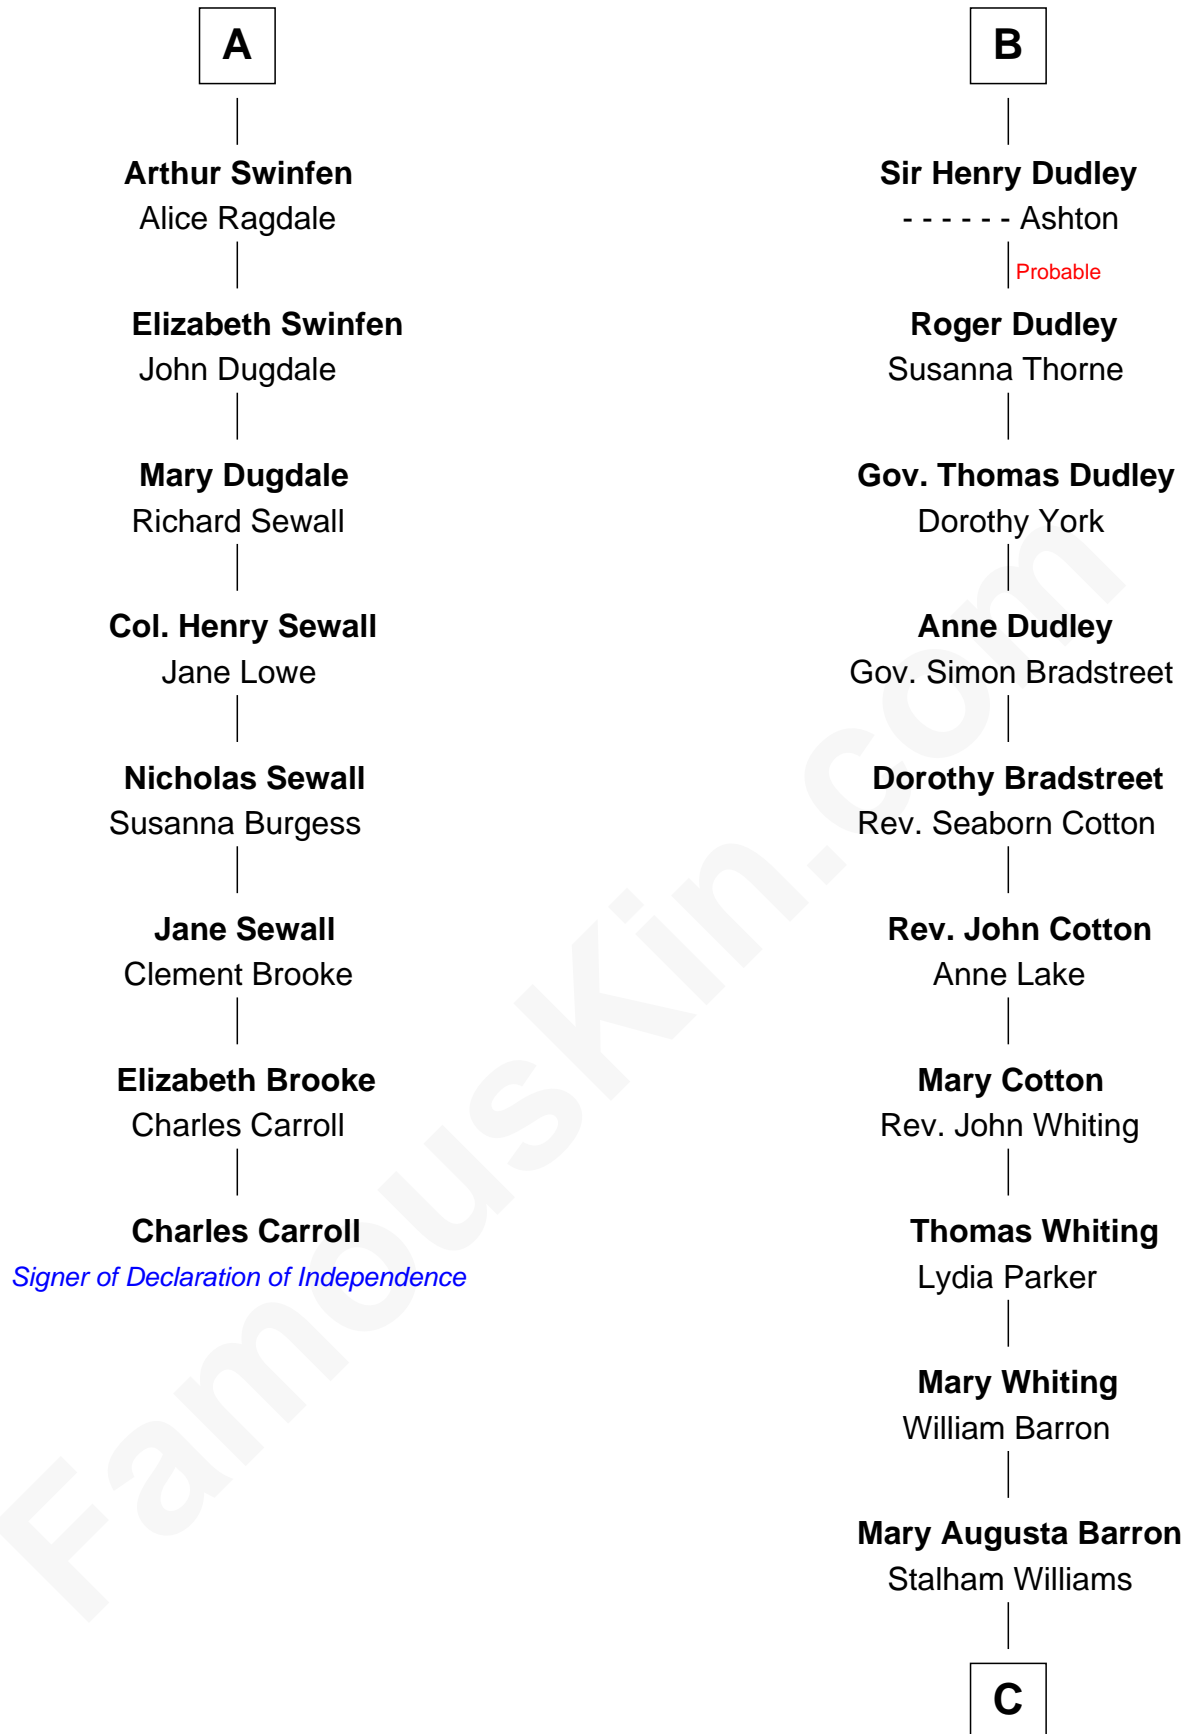 A
Arthur Swinfen
Alice Ragdale
Elizabeth Swinfen
John Dugdale
Mary Dugdale
Richard Sewall
Col. Henry Sewall
Jane Lowe
Nicholas Sewall
Susanna Burgess
Jane Sewall
Clement Brooke
Elizabeth Brooke
Charles Carroll
Charles Carroll
Signer of Declaration of Independence
B
Sir Henry Dudley
- - - - - - Ashton
Probable
Roger Dudley
Susanna Thorne
Gov. Thomas Dudley
Dorothy York
Anne Dudley
Gov. Simon Bradstreet
Dorothy Bradstreet
Rev. Seaborn Cotton
Rev. John Cotton
Anne Lake
Mary Cotton
Rev. John Whiting
Thomas Whiting
Lydia Parker
Mary Whiting
William Barron
Mary Augusta Barron
Stalham Williams
C
FamousKin.com